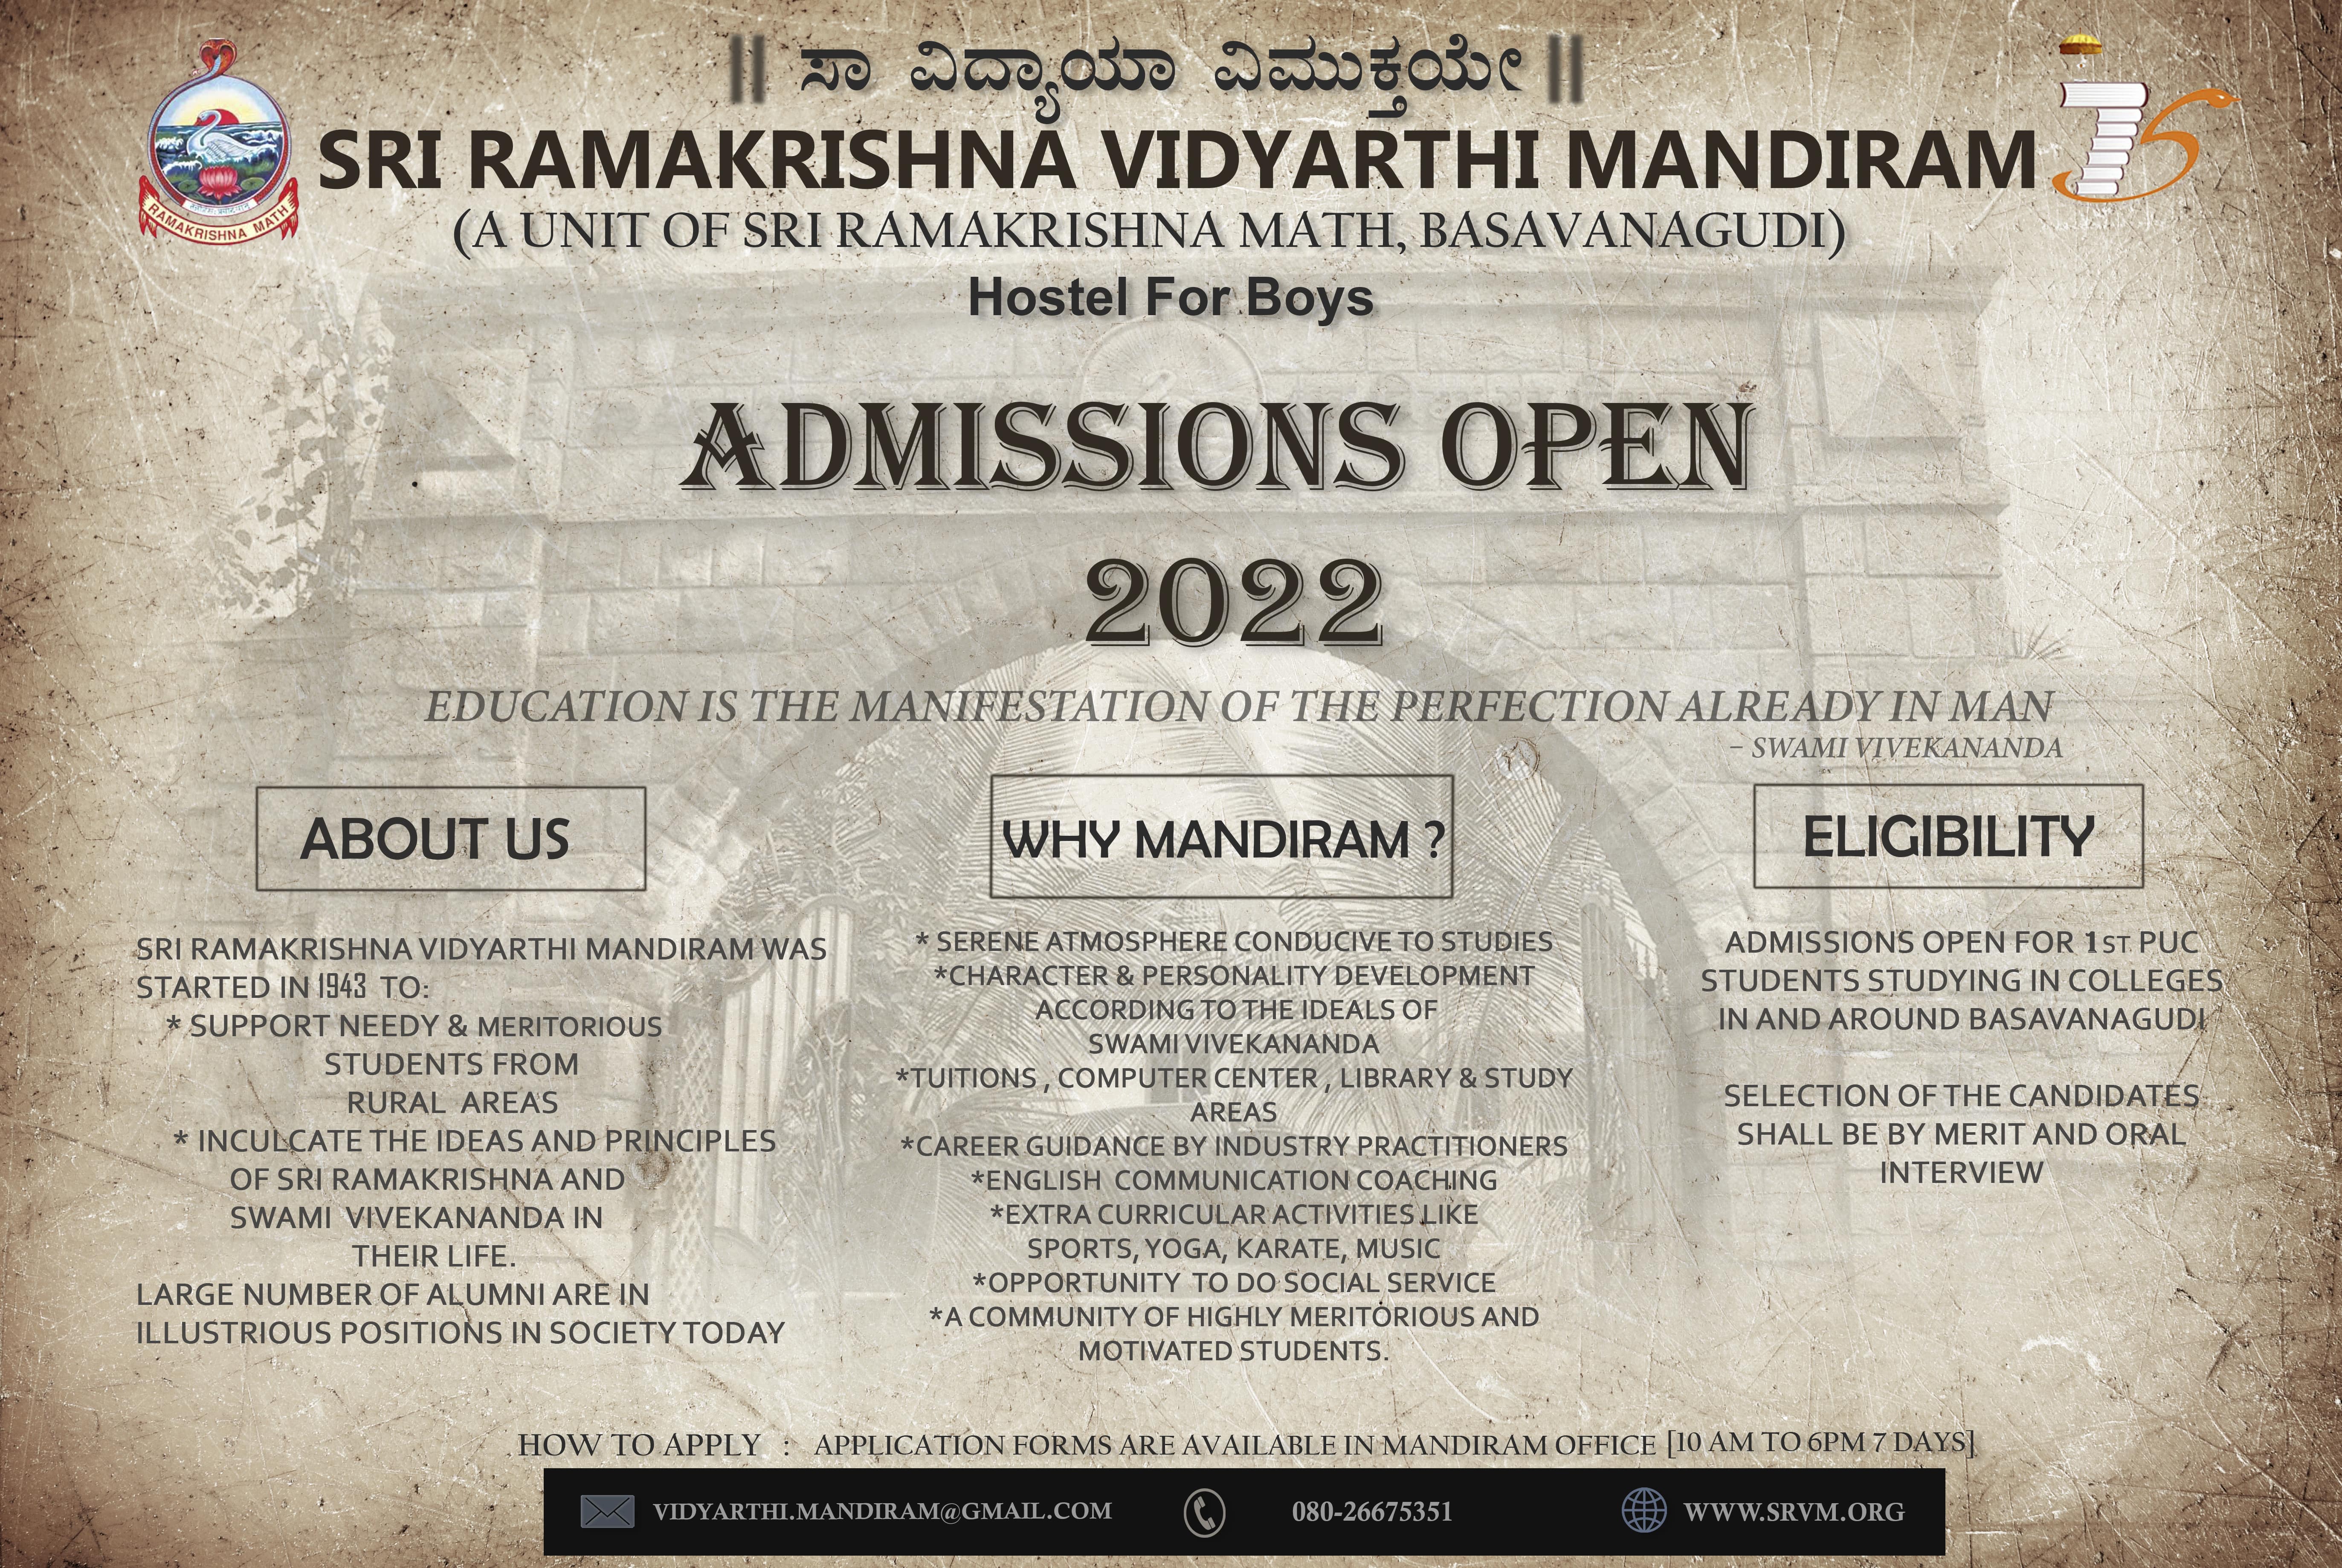 || ಸಾ ವಿದ್ಯಾಯಾ ವಿಮುಕ್ತಯೇ ||
SRI RAMAKRISHNA VIDYARTHI MANDIRAM
RAMAKRISHNA MATH
(A UNIT OF SRI RAMAKRISHNA MATH, BASAVANAGUDI)
Hostel For Boys
ADMISSIONS OPEN
2022
EDUCATION IS THE MANIFESTATION OF THE PERFECTION ALREADY IN MAN
- SWAMI VIVEKANANDA
ABOUT US
SRI RAMAKRISHNA VIDYARTHI MANDIRAM WAS
STARTED IN 1943 TO:
* SUPPORT NEEDY & MERITORIOUS
STUDENTS FROM
RURAL AREAS
* INCULCATE THE IDEAS AND PRINCIPLES
OF SRI RAMAKRISHNA AND
SWAMI VIVEKANANDA IN
THEIR LIFE.
LARGE NUMBER OF ALUMNI ARE IN
ILLUSTRIOUS POSITIONS IN SOCIETY TODAY
WHY MANDIRAM ?
* SERENE ATMOSPHERE CONDUCIVE TO STUDIES
*CHARACTER & PERSONALITY DEVELOPMENT
ACCORDING TO THE IDEALS OF
SWAMI VIVEKANANDA
*TUITIONS , COMPUTER CENTER , LIBRARY & STUDY
AREAS
*CAREER GUIDANCE BY INDUSTRY PRACTITIONERS
*ENGLISH COMMUNICATION COACHING
*EXTRA CURRICULAR ACTIVITIES LIKE
SPORTS, YOGA, KARATE, MUSIC
*OPPORTUNITY TO DO SOCIAL SERVICE
*A COMMUNITY OF HIGHLY MERITORIOUS AND
MOTIVATED STUDENTS.
ELIGIBILITY
ADMISSIONS OPEN FOR 1ST PUC
STUDENTS STUDYING IN COLLEGES
IN AND AROUND BASAVANAGUDI
SELECTION OF THE CANDIDATES
SHALL BE BY MERIT AND ORAL
INTERVIEW
HOW TO APPLY : APPLICATION FORMS ARE AVAILABLE IN MANDIRAM OFFICE [10 AM TO 6PM 7 DAYS]
VIDYARTHI.MANDIRAM@GMAIL.COM 080-26675351 WWW.SRVM.ORG